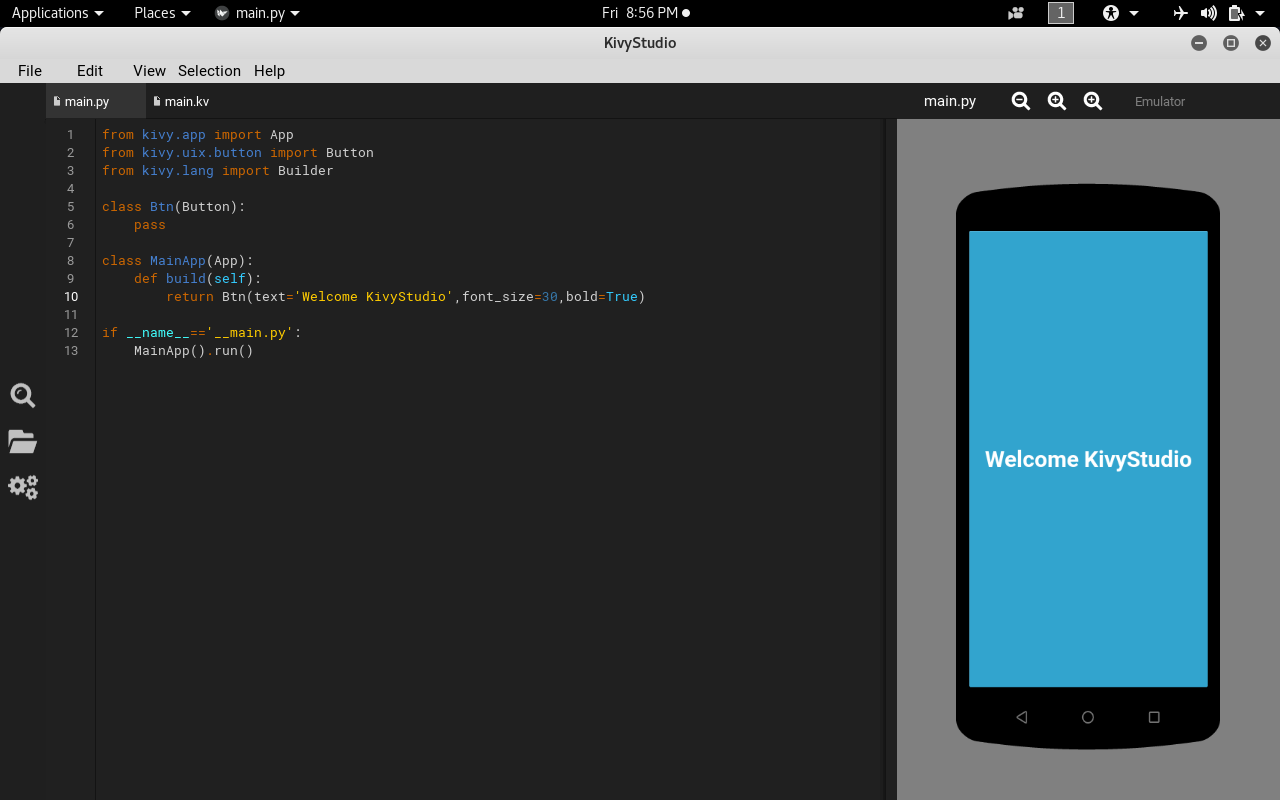 Applications Places main.py Fri 8:56 PM 1
KivyStudio
File Edit View Selection Help
main.py main.kv main.py Emulator
1 from kivy.app import App
2 from kivy.uix.button import Button
3 from kivy.lang import Builder
4
5 class Btn(Button):
6     pass
7
8 class MainApp(App):
9     def build(self):
10         return Btn(text='Welcome KivyStudio',font_size=30,bold=True)
11
12 if __name__=='__main.py':
13     MainApp().run()
Welcome KivyStudio